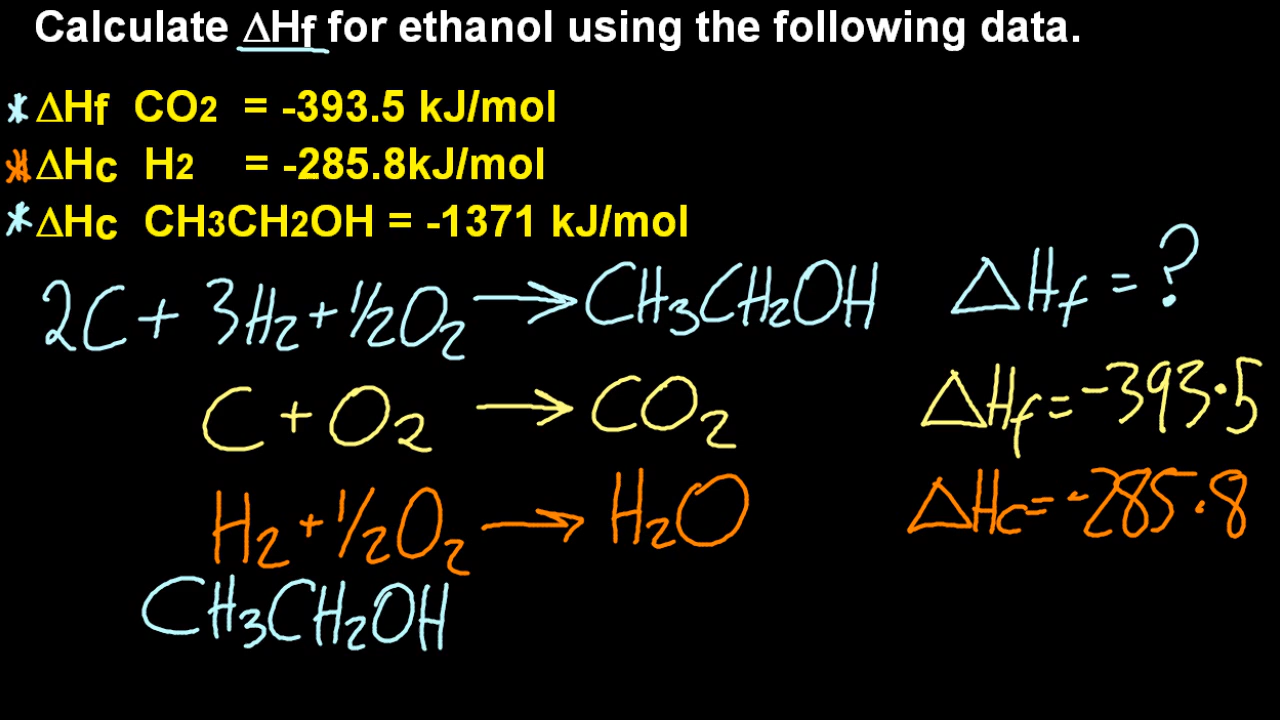 Calculate ΔHf for ethanol using the following data.
* ΔHf CO2 = -393.5 kJ/mol
* ΔHc H2 = -285.8kJ/mol
* ΔHc CH3CH2OH = -1371 kJ/mol
2C + 3H2 + 1/2O2 → CH3CH2OH ΔHf = ?
C + O2 → CO2 ΔHf = -393.5
H2 + 1/2O2 → H2O ΔHc = -285.8
CH3CH2OH